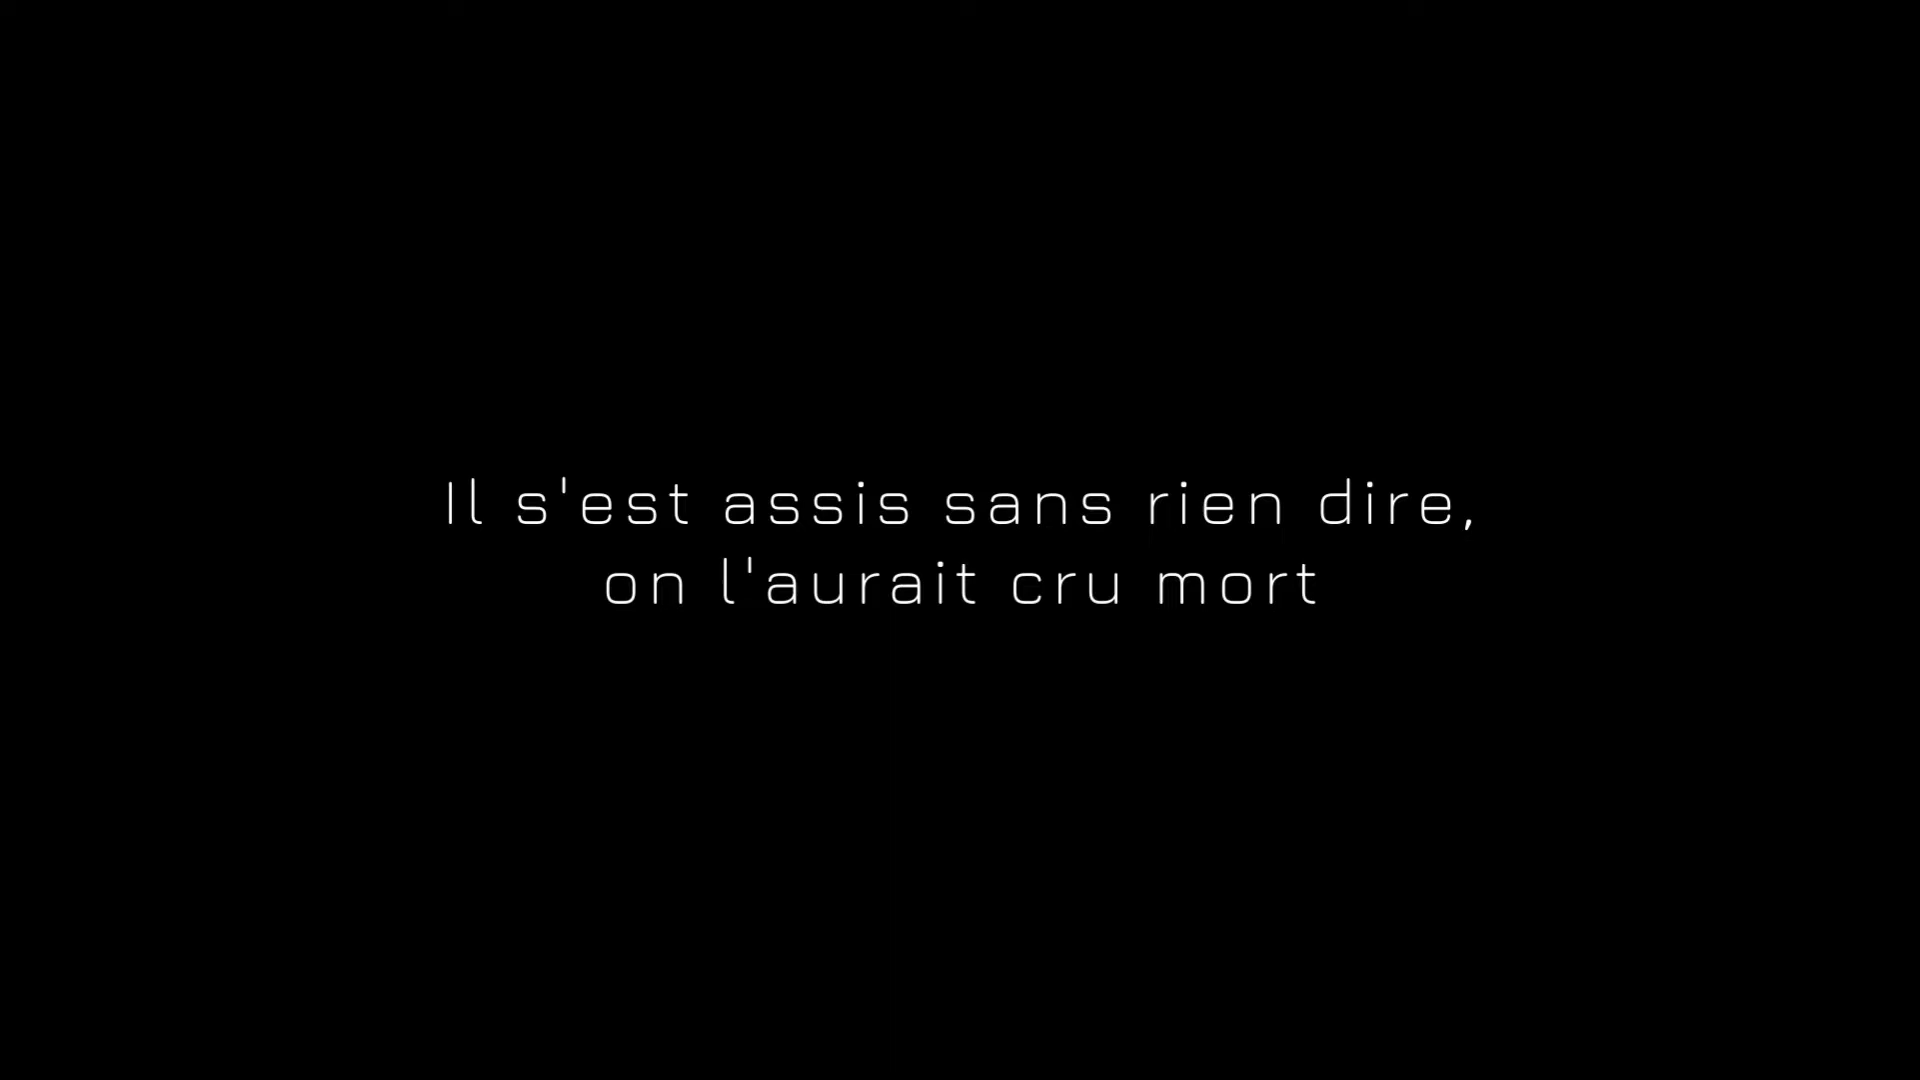 Il s'est assis sans rien dire,
on l'aurait cru mort